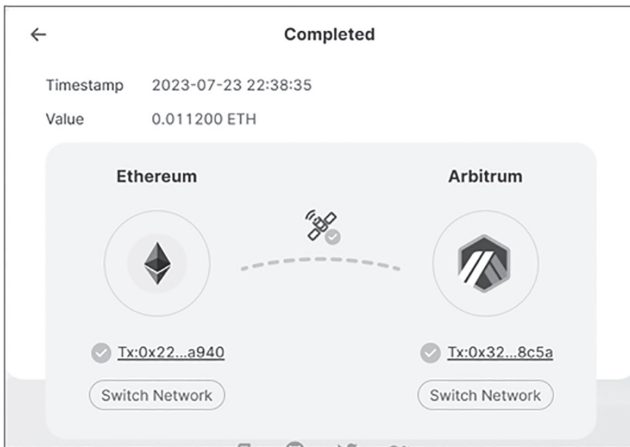 Completed
Timestamp 2023-07-23 22:38:35
Value 0.011200 ETH
Ethereum Arbitrum
Tx:0x22...a940 Tx:0x32...8c5a
Switch Network Switch Network